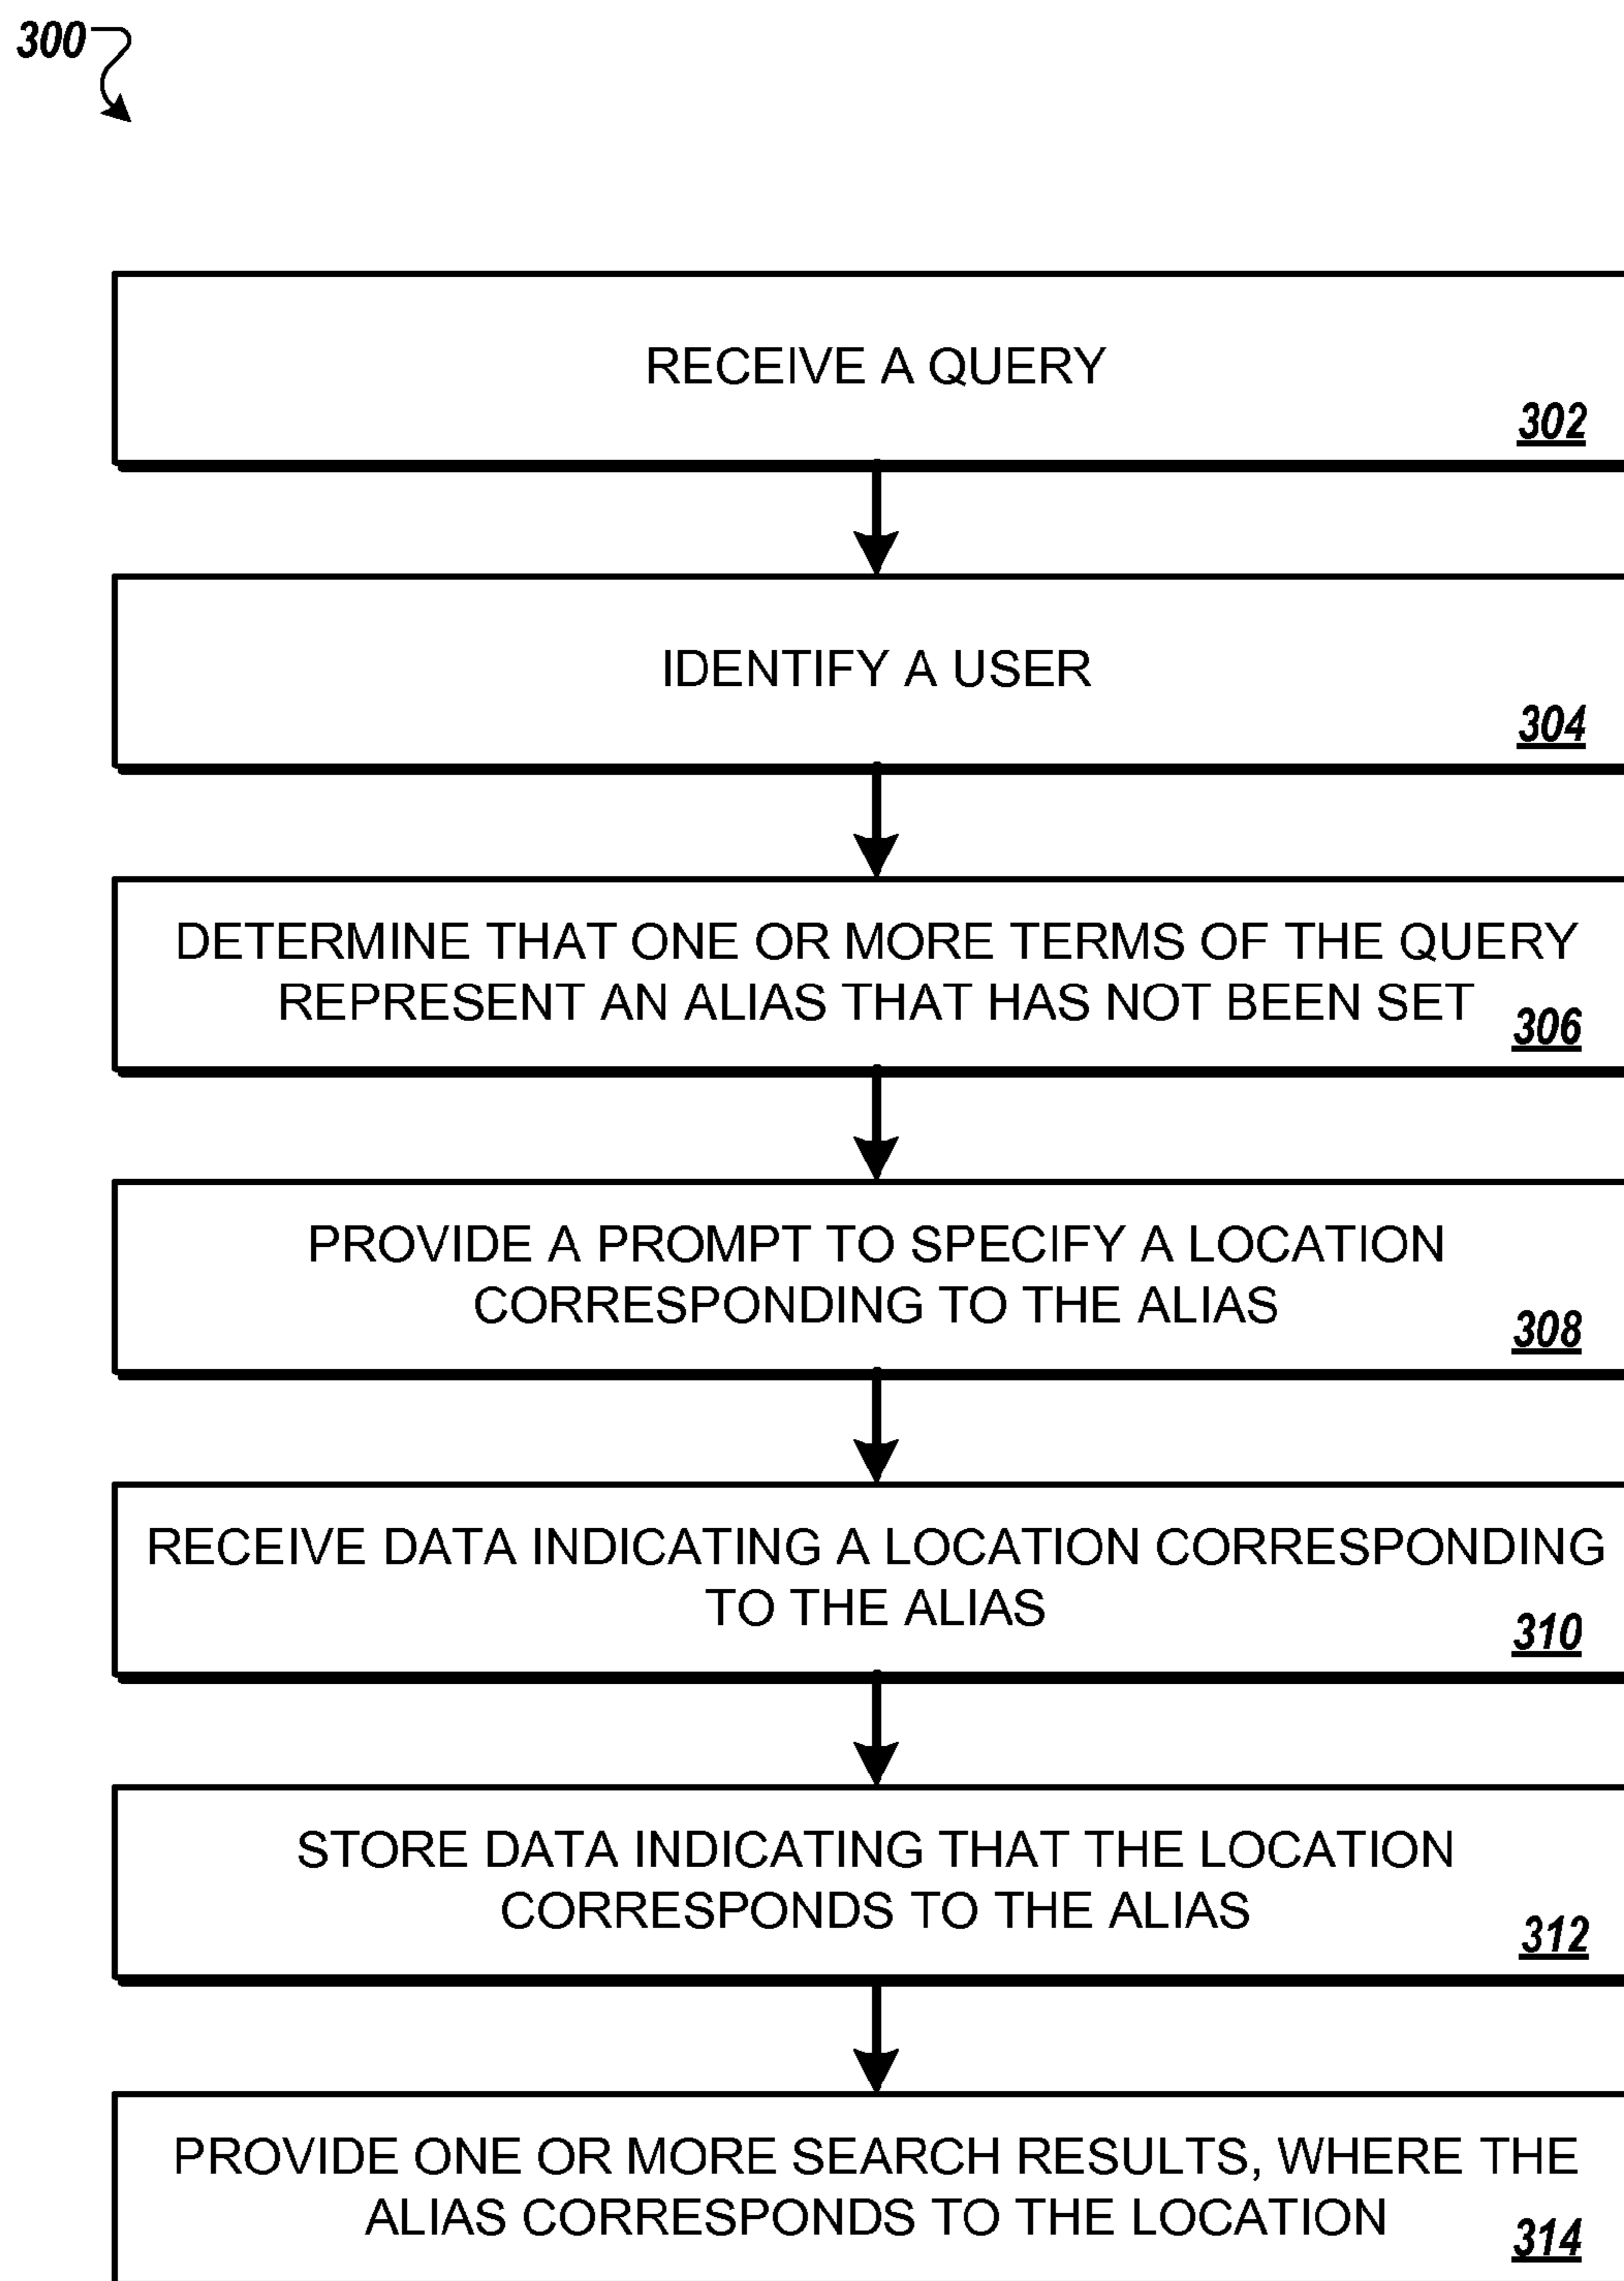 300
RECEIVE A QUERY
302
IDENTIFY A USER
304
DETERMINE THAT ONE OR MORE TERMS OF THE QUERY
REPRESENT AN ALIAS THAT HAS NOT BEEN SET
306
PROVIDE A PROMPT TO SPECIFY A LOCATION
CORRESPONDING TO THE ALIAS
308
RECEIVE DATA INDICATING A LOCATION CORRESPONDING
TO THE ALIAS
310
STORE DATA INDICATING THAT THE LOCATION
CORRESPONDS TO THE ALIAS
312
PROVIDE ONE OR MORE SEARCH RESULTS, WHERE THE
ALIAS CORRESPONDS TO THE LOCATION
314